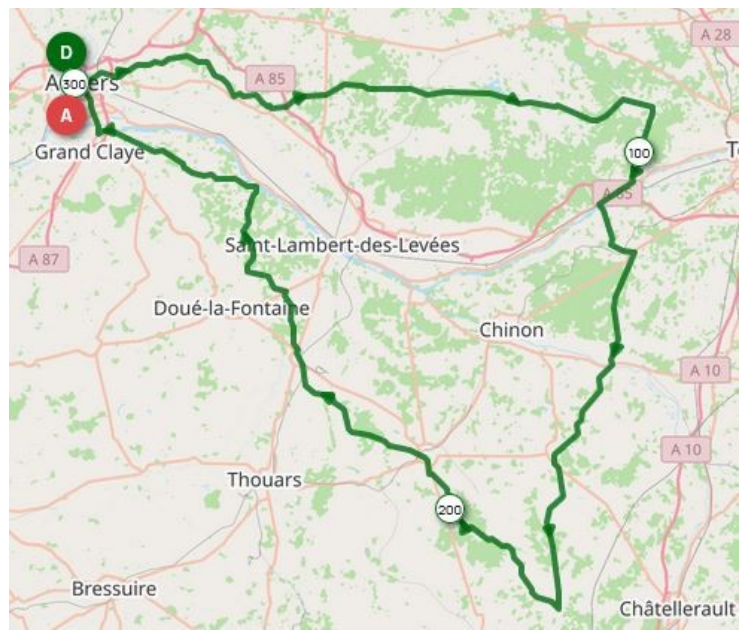 D
A 28
A 85
Angers
300
A
Grand Claye
100
A 85
Saint-Lambert-des-Levées
A 87
Doué-la-Fontaine
Chinon
A 10
A 10
Thouars
200
Bressuire
Châtellerault